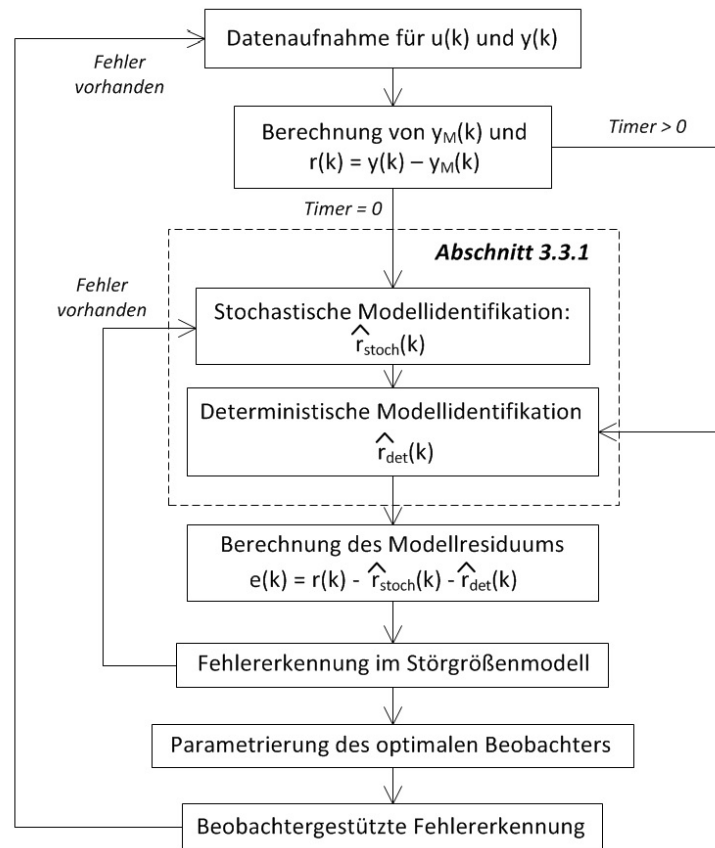 Datenaufnahme für u(k) und y(k)
Fehler
vorhanden
Berechnung von yM(k) und
r(k) = y(k) – yM(k)
Timer > 0
Timer = 0
Abschnitt 3.3.1
Fehler
vorhanden
Stochastische Modellidentifikation:
r̂stoch(k)
Deterministische Modellidentifikation
r̂det(k)
Berechnung des Modellresiduums
e(k) = r(k) - r̂stoch(k) - r̂det(k)
Fehlererkennung im Störgrößenmodell
Parametrierung des optimalen Beobachters
Beobachtergestützte Fehlererkennung